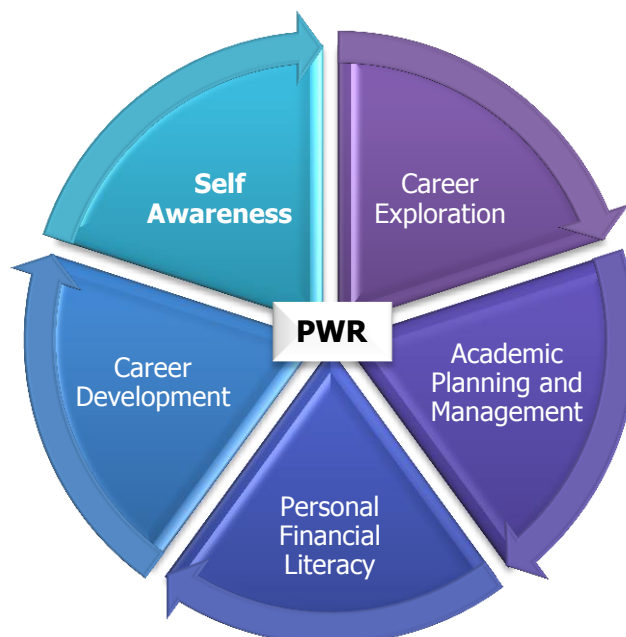 Self
Awareness
Career
Exploration
PWR
Academic
Planning and
Management
Career
Development
Personal
Financial
Literacy